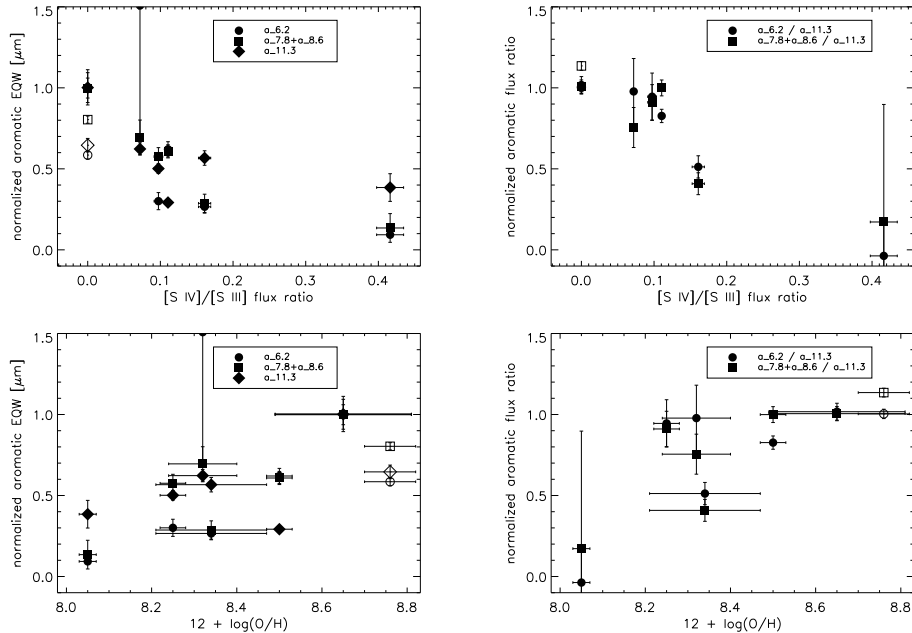 1.5
1.0
0.5
0.0
normalized aromatic EQW [μm]
a_6.2
a_7.8+a_8.6
a_11.3
0.0 0.1 0.2 0.3 0.4
[S IV]/[S III] flux ratio
1.5
1.0
0.5
0.0
normalized aromatic flux ratio
a_6.2 / a_11.3
a_7.8+a_8.6 / a_11.3
0.0 0.1 0.2 0.3 0.4
[S IV]/[S III] flux ratio
1.5
1.0
0.5
0.0
normalized aromatic EQW [μm]
a_6.2
a_7.8+a_8.6
a_11.3
8.0 8.2 8.4 8.6 8.8
12 + log(O/H)
1.5
1.0
0.5
0.0
normalized aromatic flux ratio
a_6.2 / a_11.3
a_7.8+a_8.6 / a_11.3
8.0 8.2 8.4 8.6 8.8
12 + log(O/H)